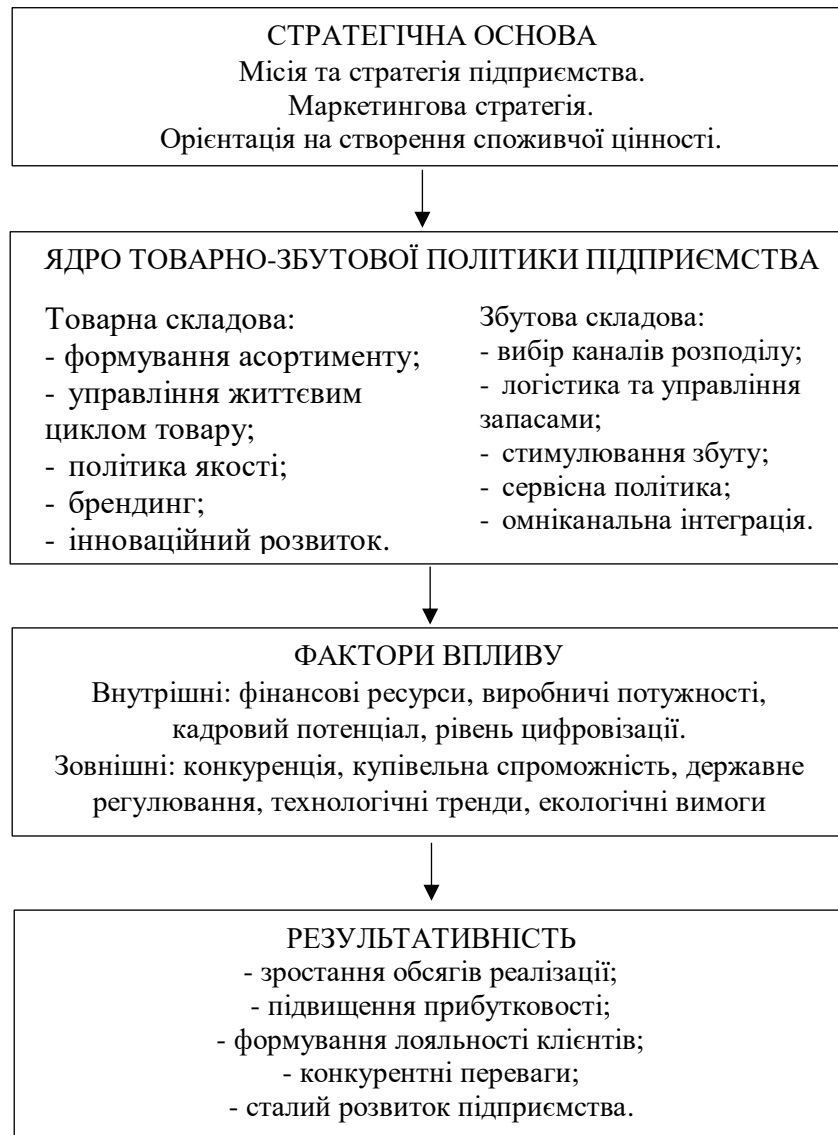 СТРАТЕГІЧНА ОСНОВА
Місія та стратегія підприємства.
Маркетингова стратегія.
Орієнтація на створення споживчої цінності.
ЯДРО ТОВАРНО-ЗБУТОВОЇ ПОЛІТИКИ ПІДПРИЄМСТВА
Товарна складова:
- формування асортименту;
- управління життєвим
циклом товару;
- політика якості;
- брендинг;
- інноваційний розвиток.
Збутова складова:
- вибір каналів розподілу;
- логістика та управління
запасами;
- стимулювання збуту;
- сервісна політика;
- омніканальна інтеграція.
ФАКТОРИ ВПЛИВУ
Внутрішні: фінансові ресурси, виробничі потужності,
кадровий потенціал, рівень цифровізації.
Зовнішні: конкуренція, купівельна спроможність, державне
регулювання, технологічні тренди, екологічні вимоги
РЕЗУЛЬТАТИВНІСТЬ
- зростання обсягів реалізації;
- підвищення прибутковості;
- формування лояльності клієнтів;
- конкурентні переваги;
- сталий розвиток підприємства.